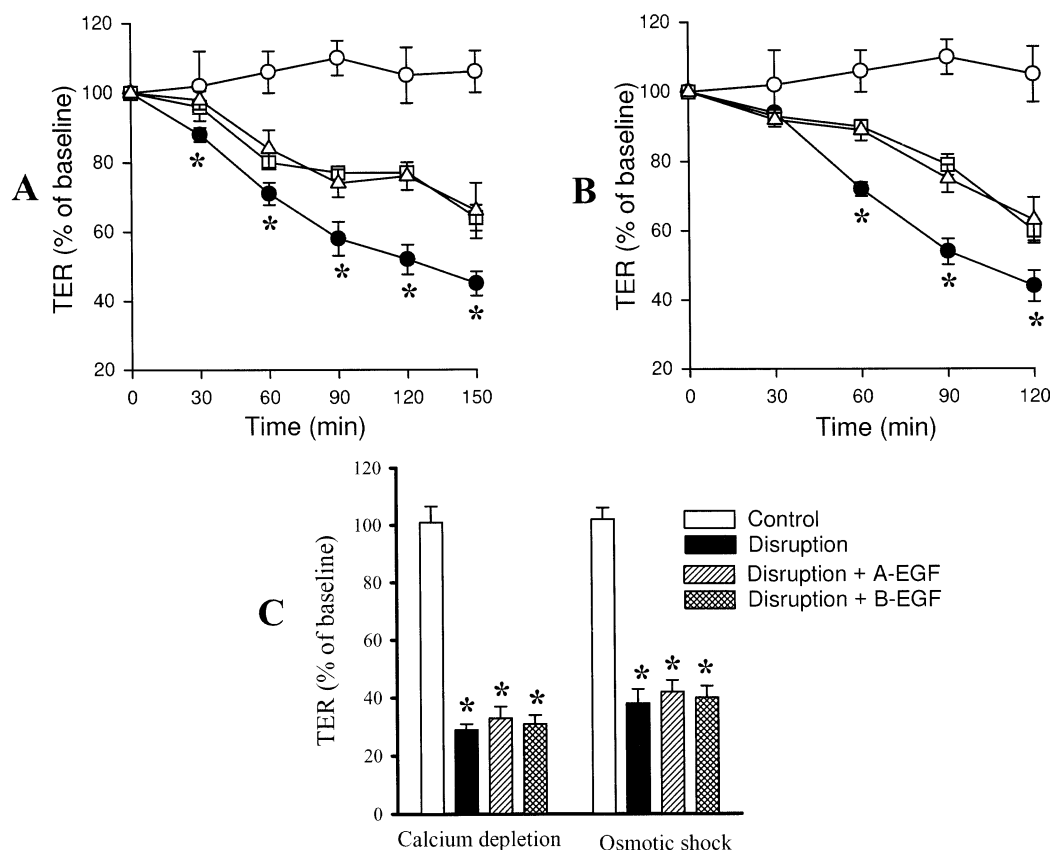 A
TER (% of baseline)
120
100
80
60
40
20
0 30 60 90 120 150
Time (min)
* * * * *
B
TER (% of baseline)
120
100
80
60
40
20
0 30 60 90 120
Time (min)
* * *
C
TER (% of baseline)
120
100
80
60
40
20
0
* * * * * *
Calcium depletion Osmotic shock
Control
Disruption
Disruption + A-EGF
Disruption + B-EGF